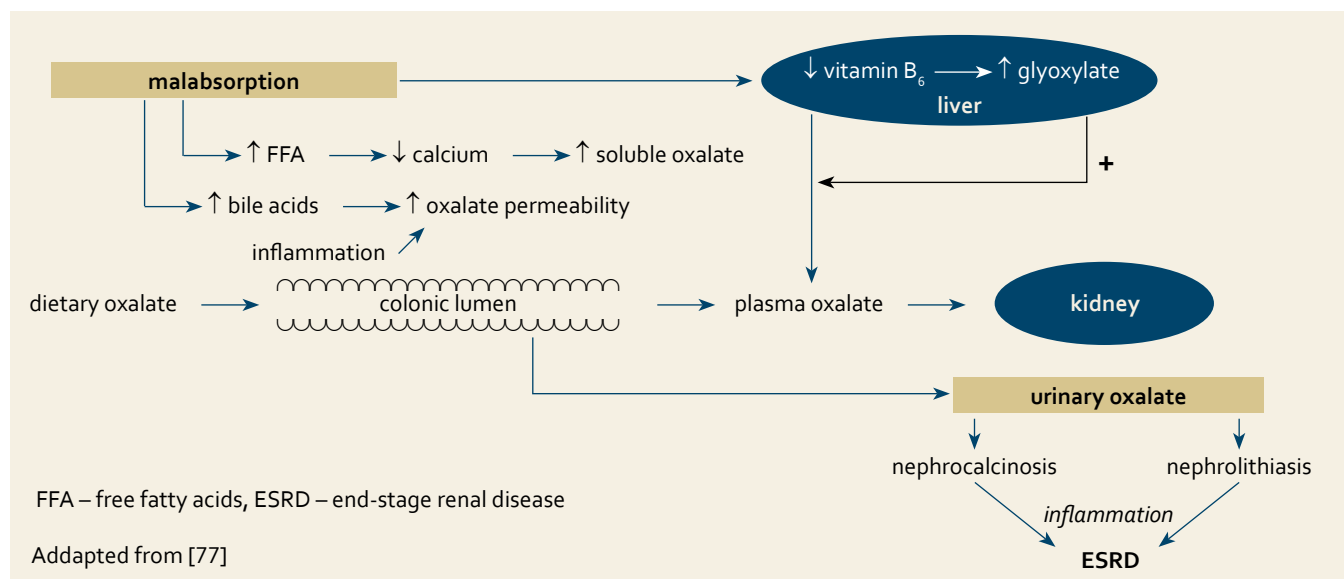 malabsorption
↓ vitamin B6 → ↑ glyoxylate
liver
↑ FFA → ↓ calcium → ↑ soluble oxalate
+
↑ bile acids → ↑ oxalate permeability
inflammation
dietary oxalate → colonic lumen → plasma oxalate → kidney
urinary oxalate
nephrocalcinosis nephrolithiasis
inflammation
ESRD
FFA – free fatty acids, ESRD – end-stage renal disease
Addapted from [77]